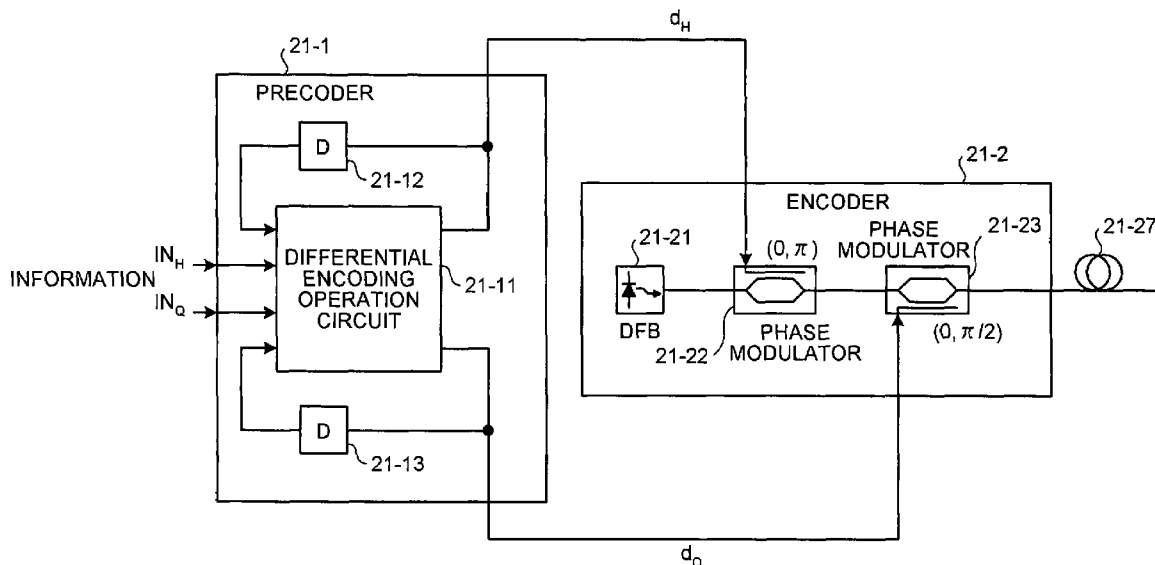 d_H
21-1
PRECODER
D
21-12
21-2
ENCODER
21-21
PHASE
MODULATOR
21-23
21-27
(0, π)
IN_H
INFORMATION
IN_Q
DIFFERENTIAL
ENCODING
OPERATION
CIRCUIT
21-11
DFB
21-22
PHASE
MODULATOR
(0, π/2)
D
21-13
d_Q